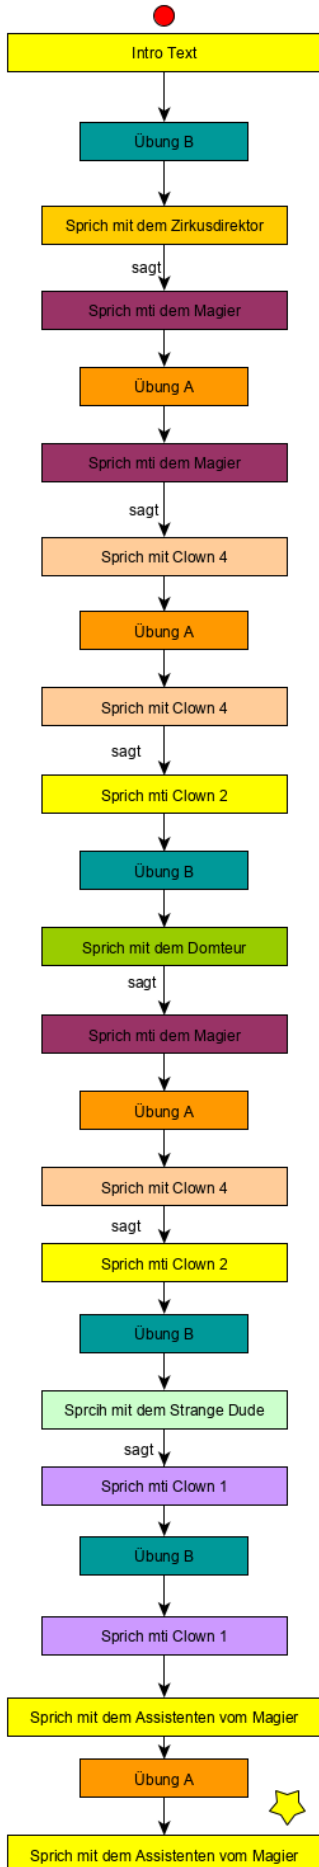 Intro Text
Übung B
Sprich mit dem Zirkusdirektor
sagt
Sprich mti dem Magier
Übung A
Sprich mti dem Magier
sagt
Sprich mit Clown 4
Übung A
Sprich mit Clown 4
sagt
Sprich mti Clown 2
Übung B
Sprich mit dem Domteur
sagt
Sprich mti dem Magier
Übung A
Sprich mit Clown 4
sagt
Sprich mti Clown 2
Übung B
Sprcih mit dem Strange Dude
sagt
Sprich mti Clown 1
Übung B
Sprich mti Clown 1
Sprich mit dem Assistenten vom Magier
Übung A
Sprich mit dem Assistenten vom Magier